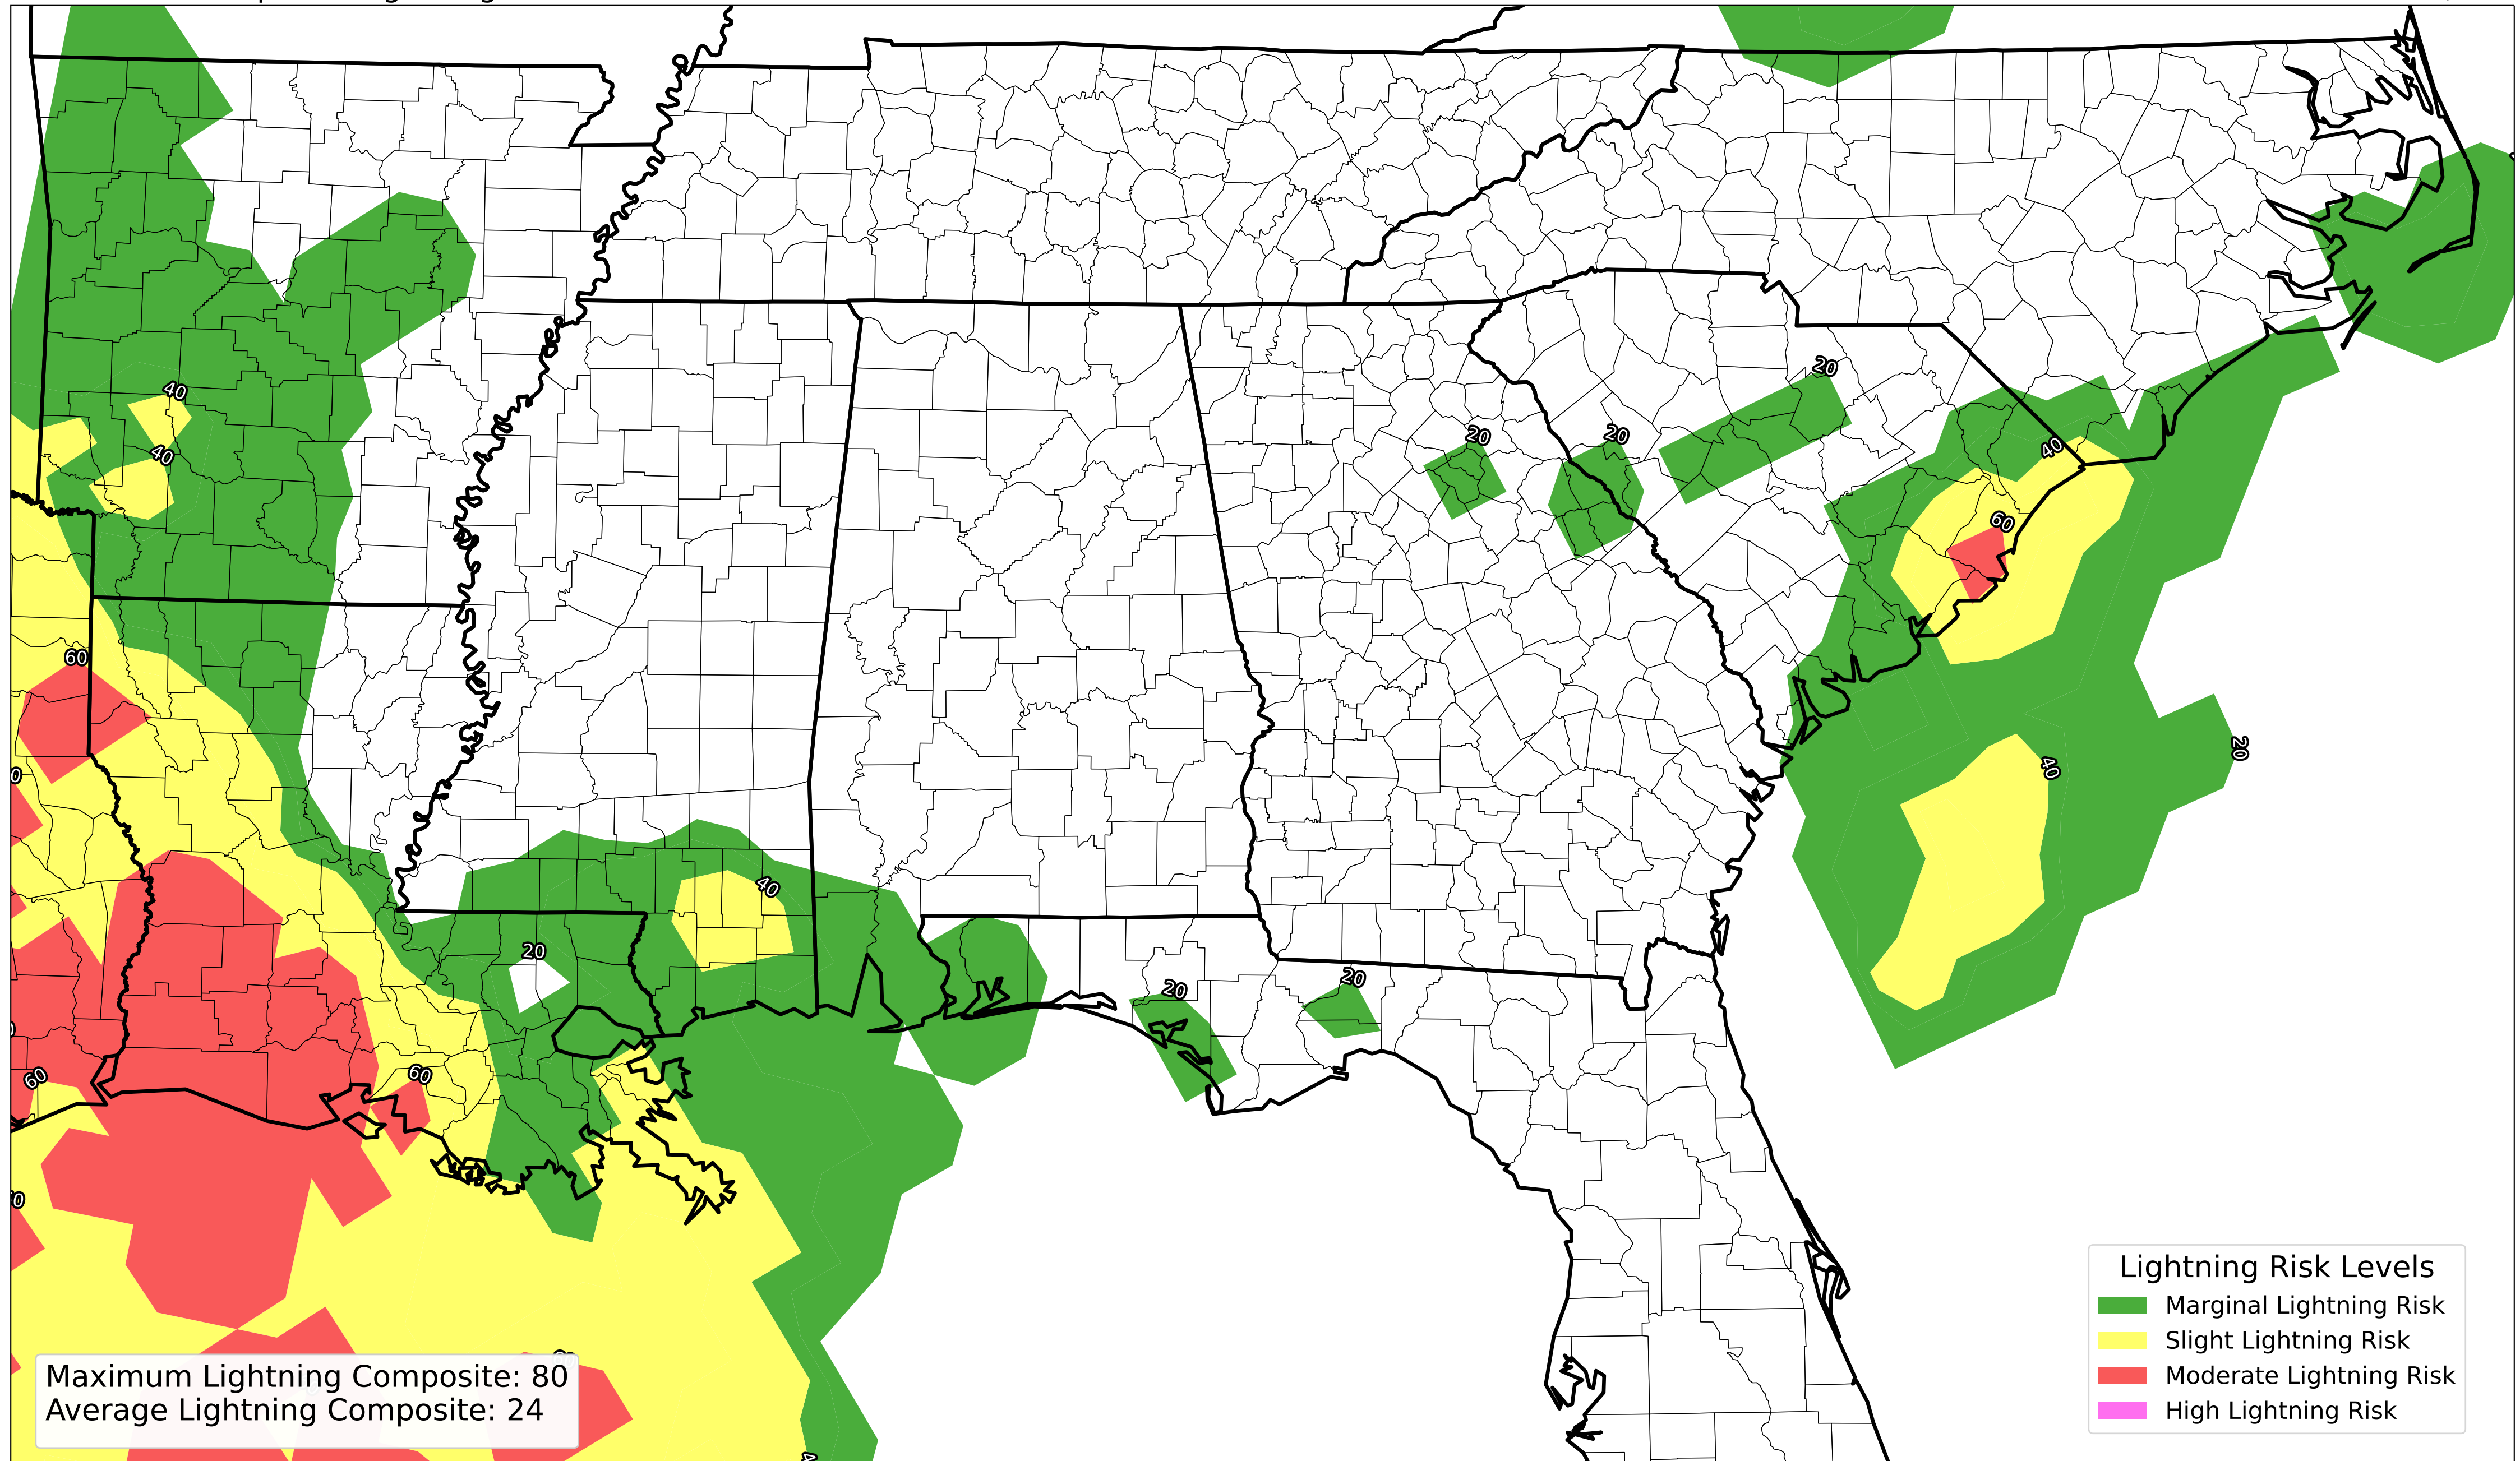 40
40
20
20
20
40
60
60
40
20
40
20
20
20
60
60
Maximum Lightning Composite: 80
Average Lightning Composite: 24
Lightning Risk Levels
Marginal Lightning Risk
Slight Lightning Risk
Moderate Lightning Risk
High Lightning Risk